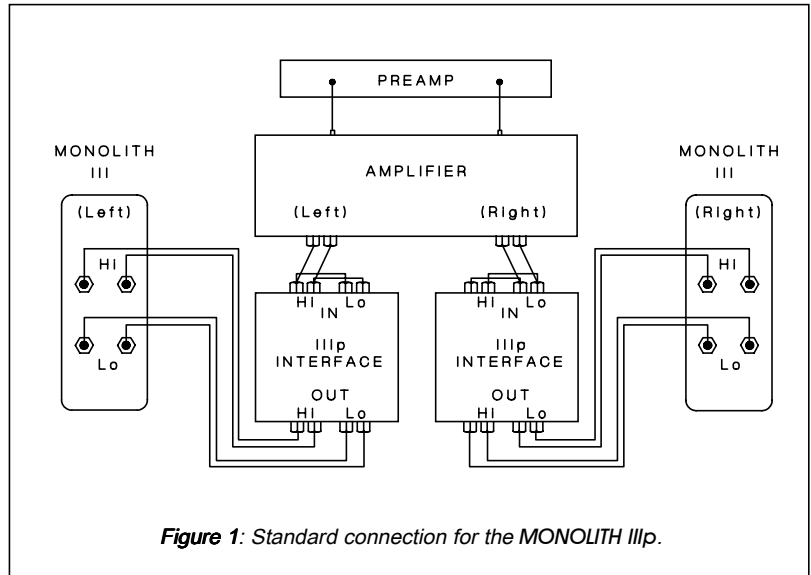 PREAMP
MONOLITH
III
AMPLIFIER
MONOLITH
III
(Left)
(Left)
(Right)
(Right)
HI
HI
HI Lo
IN
HI Lo
IN
Lo
Lo
IIIp
INTERFACE
IIIp
INTERFACE
OUT
HI Lo
OUT
HI Lo
Figure 1: Standard connection for the MONOLITH IIIp.